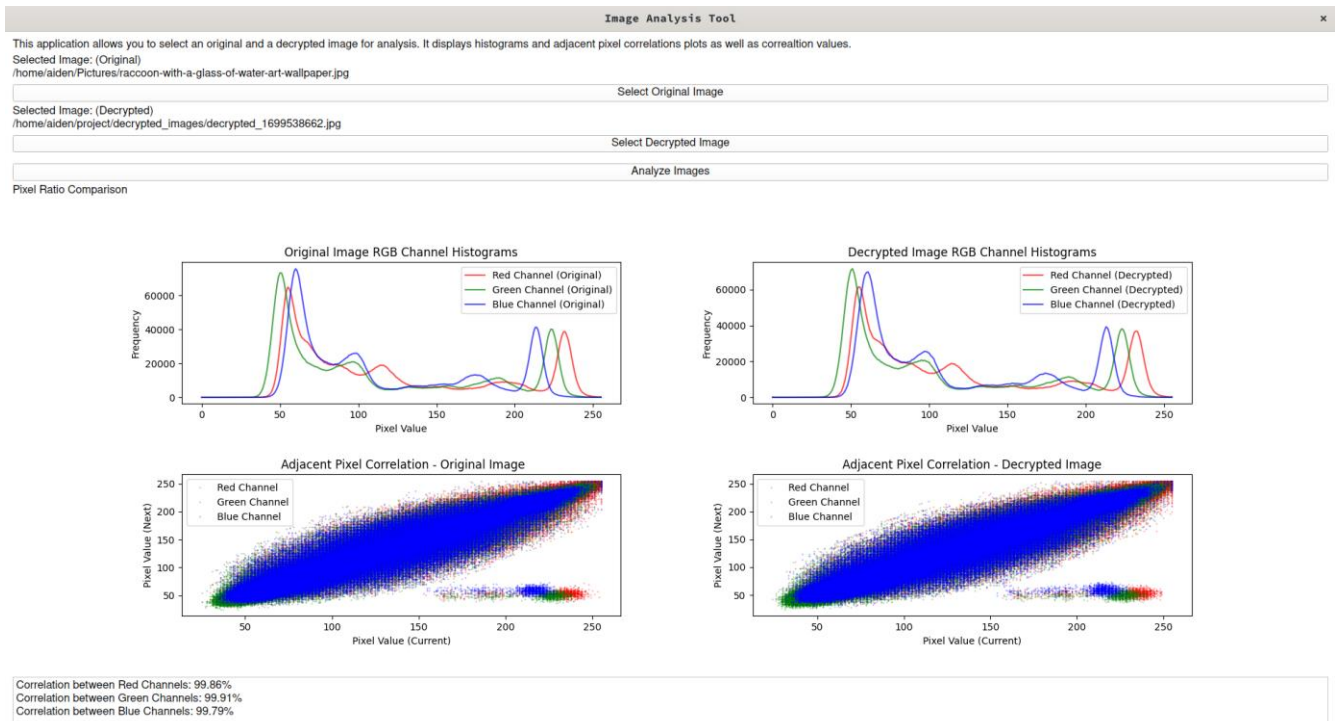 Image Analysis Tool
×
This application allows you to select an original and a decrypted image for analysis. It displays histograms and adjacent pixel correlations plots as well as correaltion values.
Selected Image: (Original)
/home/aiden/Pictures/raccoon-with-a-glass-of-water-art-wallpaper.jpg
Select Original Image
Selected Image: (Decrypted)
/home/aiden/project/decrypted_images/decrypted_1699538662.jpg
Select Decrypted Image
Analyze Images
Pixel Ratio Comparison
Original Image RGB Channel Histograms
Red Channel (Original)
Green Channel (Original)
Blue Channel (Original)
Frequency
60000
40000
20000
0
0 50 100 150 200 250
Pixel Value
Decrypted Image RGB Channel Histograms
Red Channel (Decrypted)
Green Channel (Decrypted)
Blue Channel (Decrypted)
Frequency
60000
40000
20000
0
0 50 100 150 200 250
Pixel Value
Adjacent Pixel Correlation - Original Image
Red Channel
Green Channel
Blue Channel
Pixel Value (Next)
250
200
150
100
50
50 100 150 200 250
Pixel Value (Current)
Adjacent Pixel Correlation - Decrypted Image
Red Channel
Green Channel
Blue Channel
Pixel Value (Next)
250
200
150
100
50
50 100 150 200 250
Pixel Value (Current)
Correlation between Red Channels: 99.86%
Correlation between Green Channels: 99.91%
Correlation between Blue Channels: 99.79%